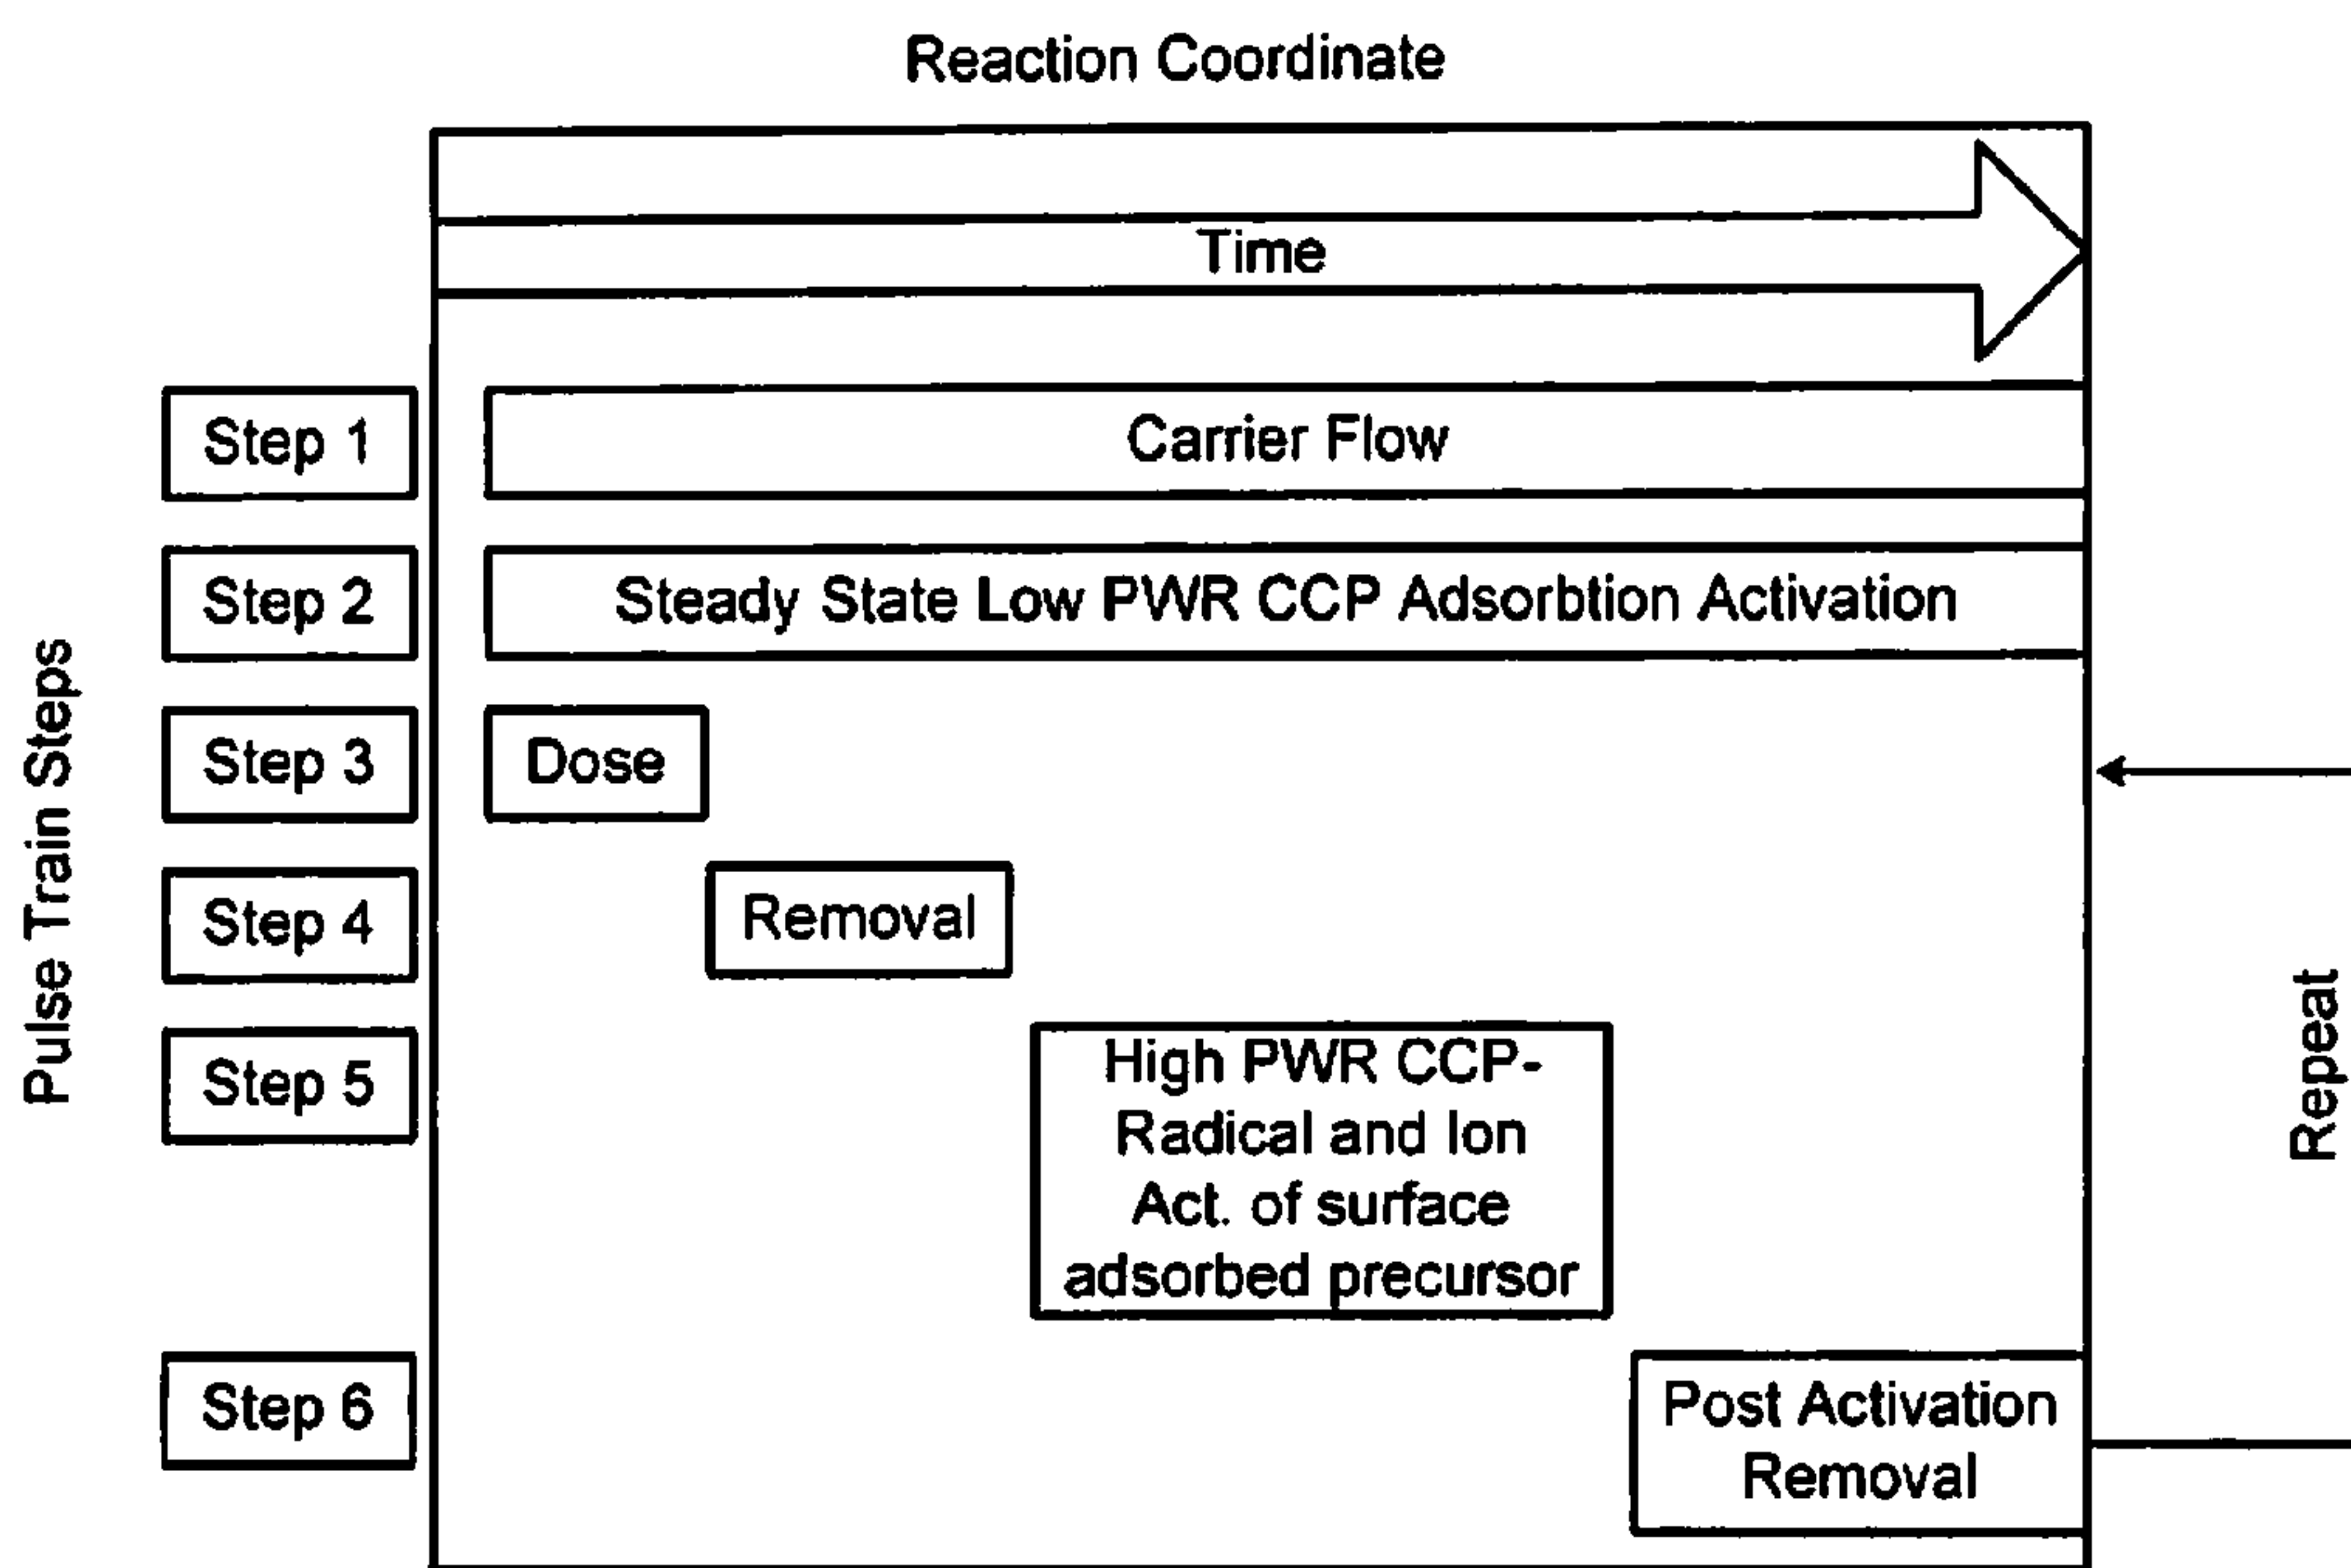 Reaction Coordinate
Time
Pulse Train Steps
Step 1
Carrier Flow
Step 2
Steady State Low PWR CCP Adsorbtion Activation
Step 3
Dose
Step 4
Removal
Step 5
High PWR CCP-
Radical and Ion
Act. of surface
adsorbed precursor
Step 6
Post Activation
Removal
Repeat